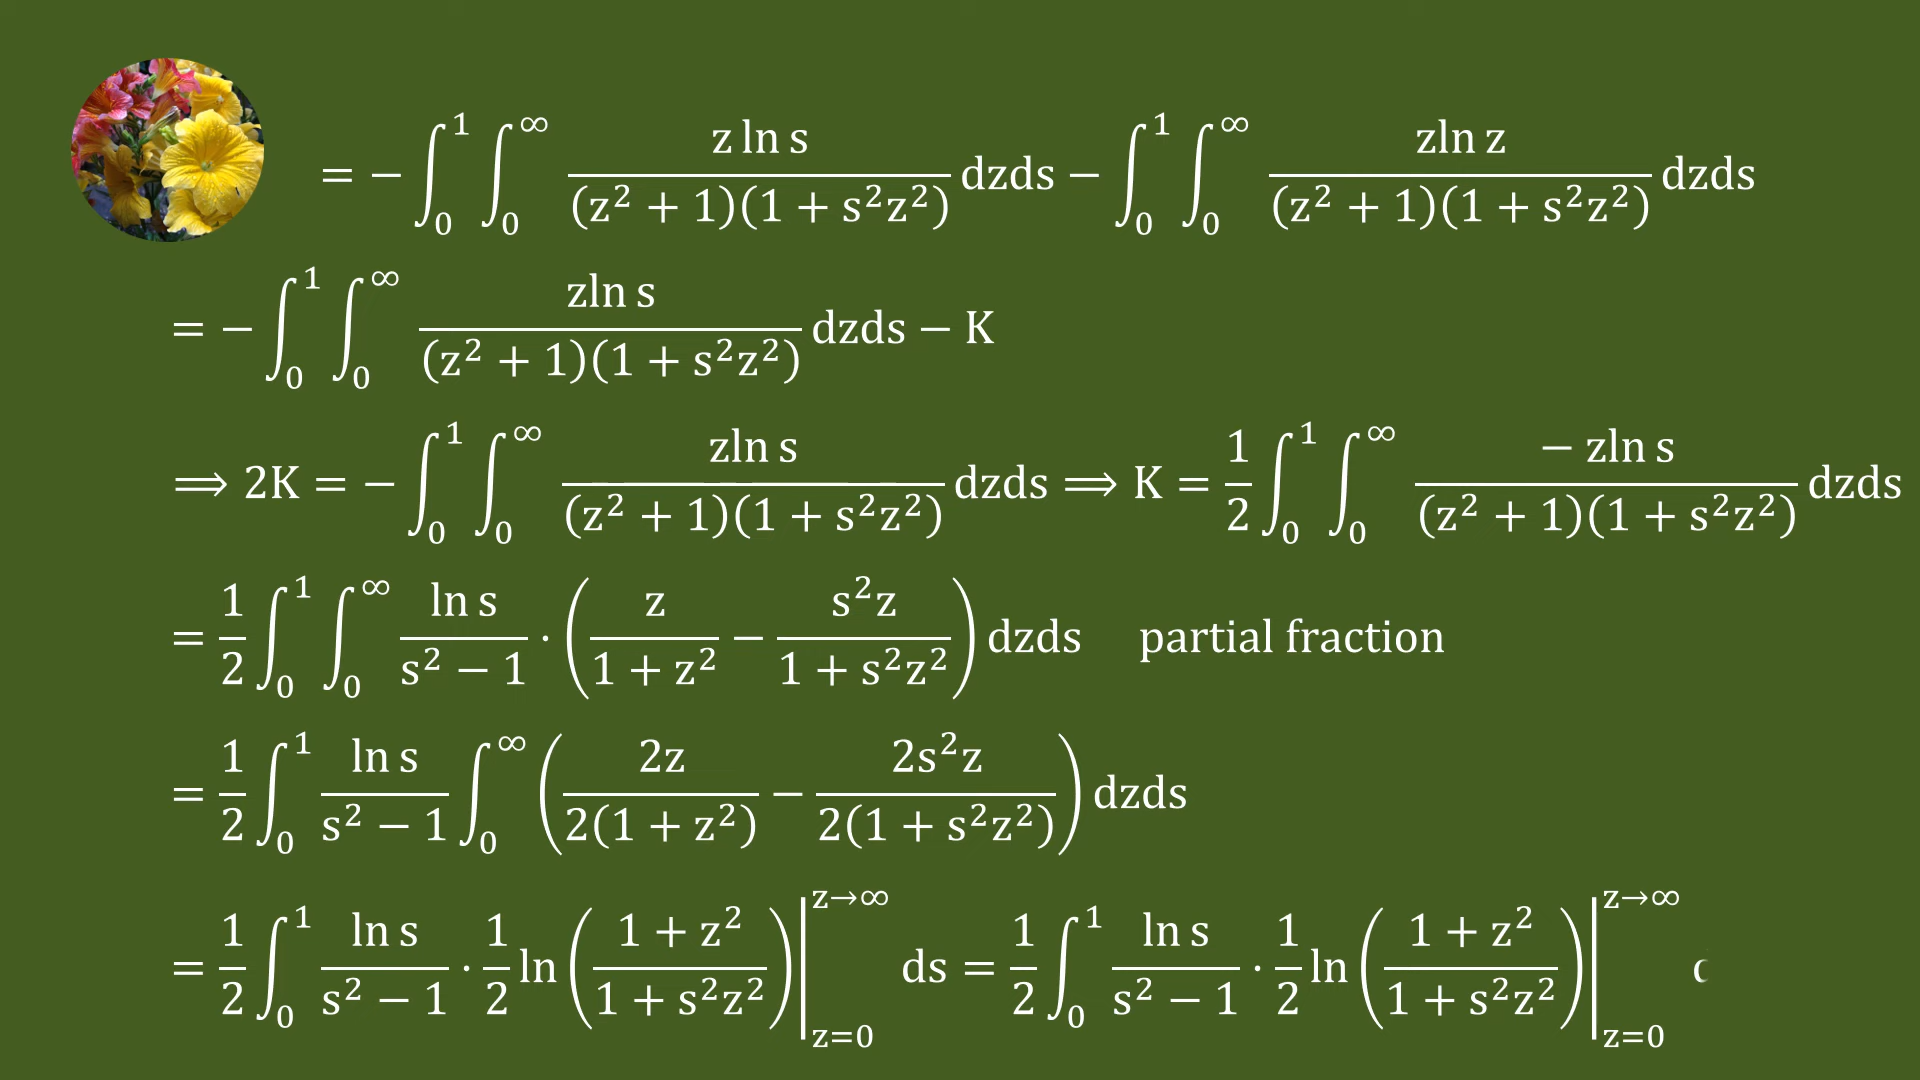 = − ∫₀¹ ∫₀^∞ (z ln s)/((z² + 1)(1 + s²z²)) dzds − ∫₀¹ ∫₀^∞ (zln z)/((z² + 1)(1 + s²z²)) dzds
= − ∫₀¹ ∫₀^∞ (zln s)/((z² + 1)(1 + s²z²)) dzds − K
⟹ 2K = − ∫₀¹ ∫₀^∞ (zln s)/((z² + 1)(1 + s²z²)) dzds ⟹ K = 1/2 ∫₀¹ ∫₀^∞ (− zln s)/((z² + 1)(1 + s²z²)) dzds
= 1/2 ∫₀¹ ∫₀^∞ (ln s)/(s² − 1) · (z/(1 + z²) − s²z/(1 + s²z²)) dzds partial fraction
= 1/2 ∫₀¹ (ln s)/(s² − 1) ∫₀^∞ (2z/(2(1 + z²)) − 2s²z/(2(1 + s²z²))) dzds
= 1/2 ∫₀¹ (ln s)/(s² − 1) · 1/2 ln((1 + z²)/(1 + s²z²)) |_{z=0}^{z→∞} ds = 1/2 ∫₀¹ (ln s)/(s² − 1) · 1/2 ln((1 + z²)/(1 + s²z²)) |_{z=0}^{z→∞}